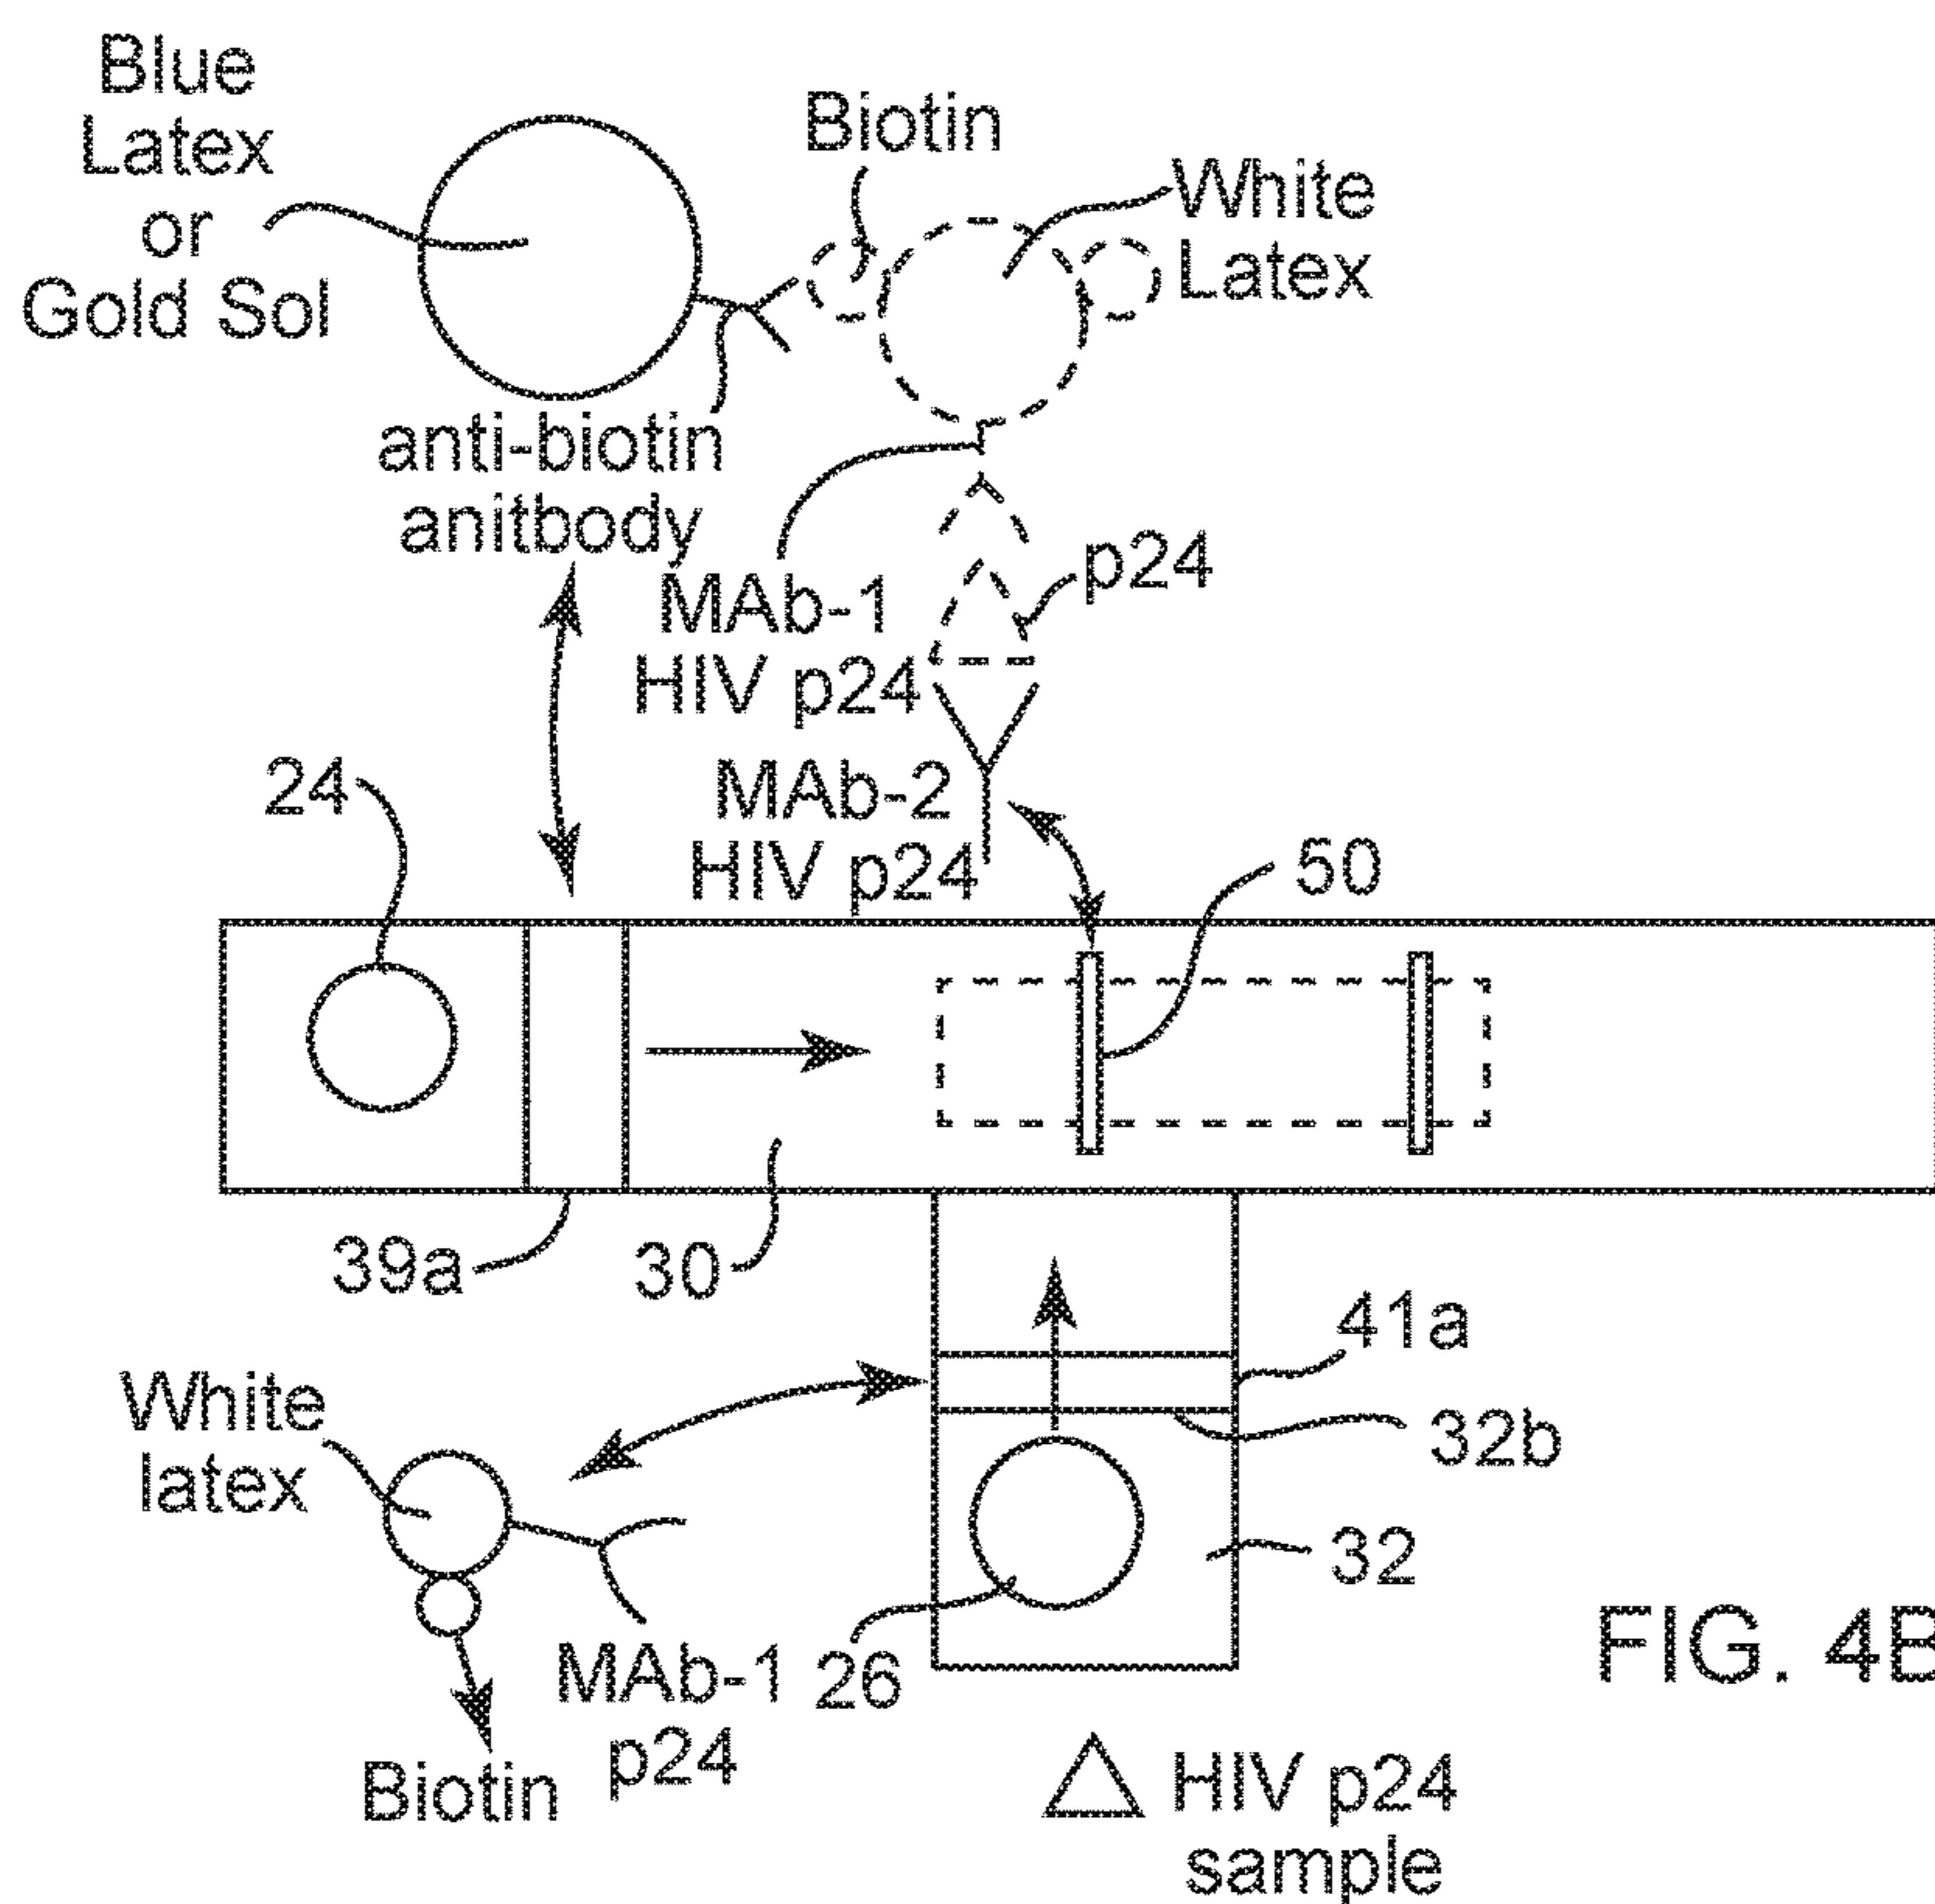 Blue
Latex
or
Gold Sol
Biotin
White
Latex
anti-biotin
anitbody
MAb-1
HIV p24
p24
MAb-2
HIV p24
24
50
39a
30
41a
32b
32
White
latex
MAb-1
p24
26
Biotin
HIV p24
sample
FIG. 4B